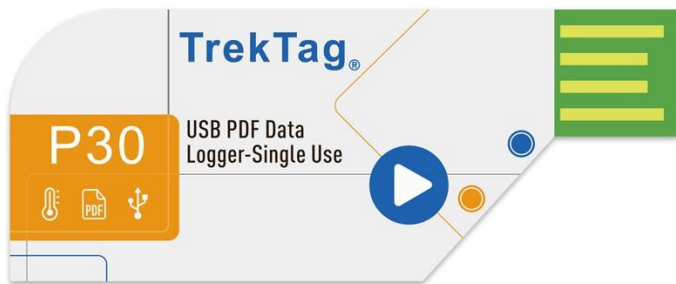 TrekTag®
USB PDF Data
Logger-Single Use
P30
PDF